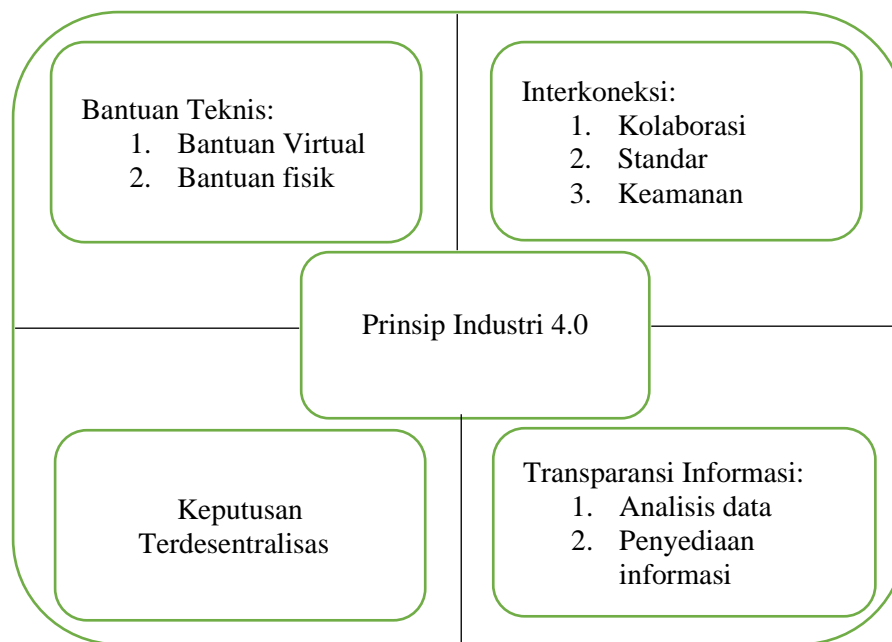 Bantuan Teknis:
1. Bantuan Virtual
2. Bantuan fisik
Interkoneksi:
1. Kolaborasi
2. Standar
3. Keamanan
Prinsip Industri 4.0
Keputusan
Terdesentralisas
Transparansi Informasi:
1. Analisis data
2. Penyediaan
informasi